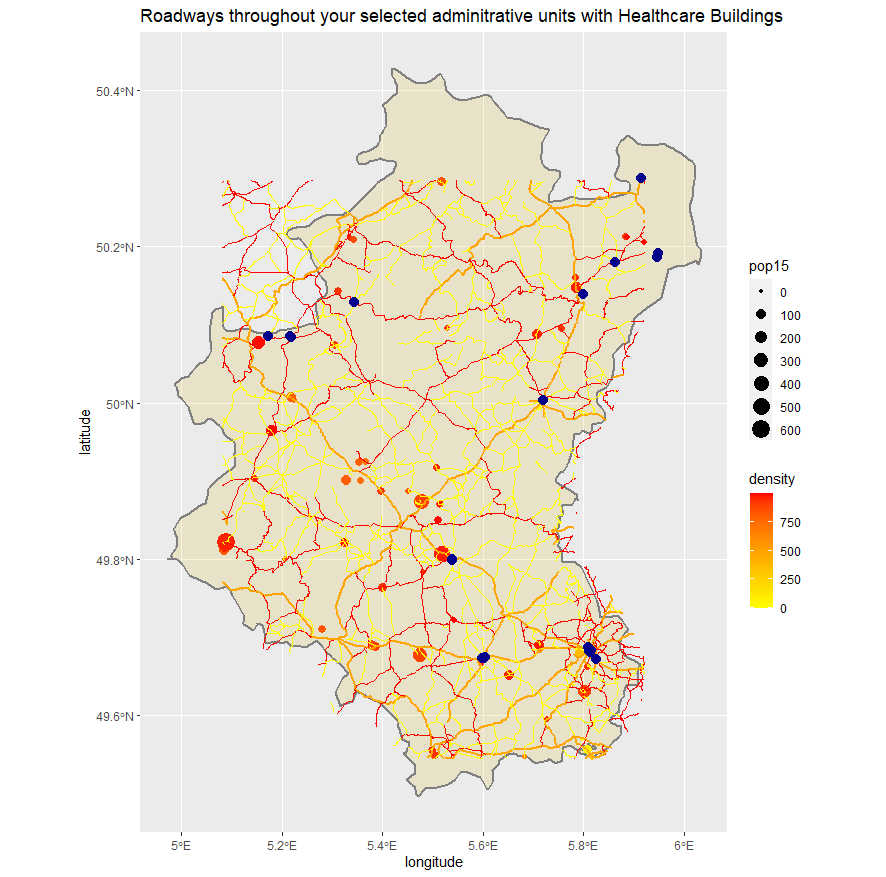 Roadways throughout your selected adminitrative units with Healthcare Buildings
50.4°N
50.2°N
50°N
49.8°N
49.6°N
latitude
5°E
5.2°E
5.4°E
5.6°E
5.8°E
6°E
longitude
pop15
0
100
200
300
400
500
600
density
750
500
250
0